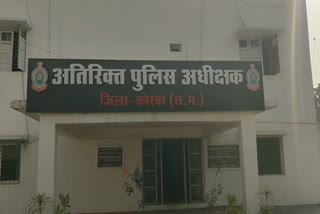 अतिरिक्त पुलिस अधीक्षक
जिला- कोरबा (छ.ग.)